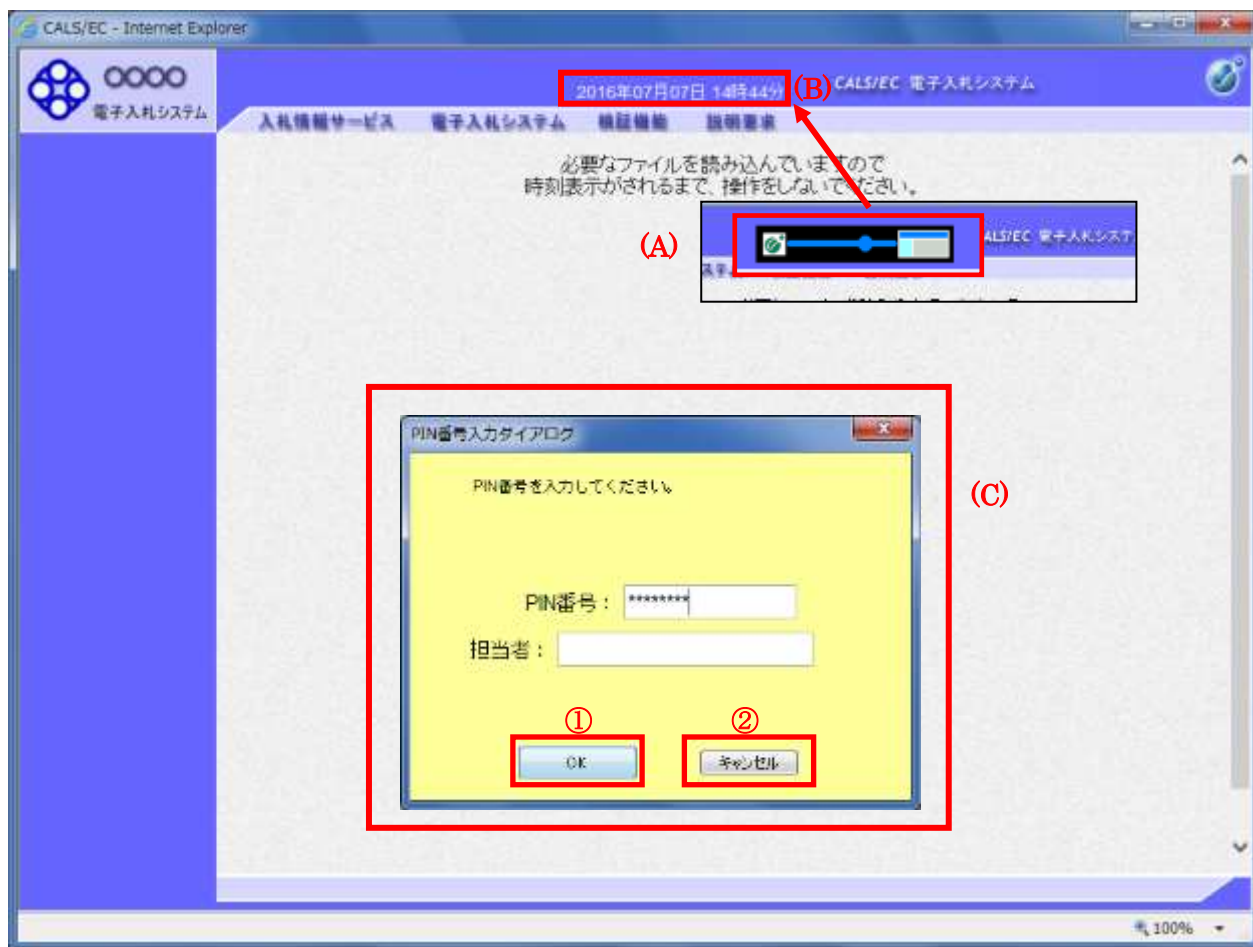 CALS/EC - Internet Explorer
○○○○
電子入札システム
2016年07月07日 14時44分
(B)
CALS/EC 電子入札システム
入札情報サービス
電子入札システム
検証機能
説明要求
必要なファイルを読み込んでいますので
時刻表示がされるまで、操作をしないでください。
(A)
ALS/EC 電子入札シス
(C)
PIN番号入力ダイアログ
PIN番号を入力してください。
PIN番号： ********
担当者：
①
②
OK
キャンセル
100%